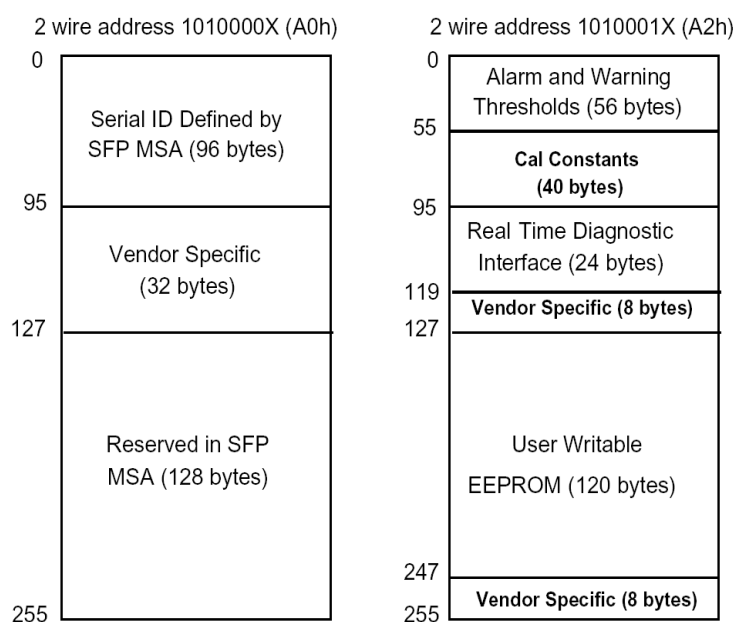 2 wire address 1010000X (A0h)
0
Serial ID Defined by
SFP MSA (96 bytes)
95
Vendor Specific
(32 bytes)
127
Reserved in SFP
MSA (128 bytes)
255
2 wire address 1010001X (A2h)
0
Alarm and Warning
Thresholds (56 bytes)
55
Cal Constants
(40 bytes)
95
Real Time Diagnostic
Interface (24 bytes)
119
Vendor Specific (8 bytes)
127
User Writable
EEPROM (120 bytes)
247
Vendor Specific (8 bytes)
255